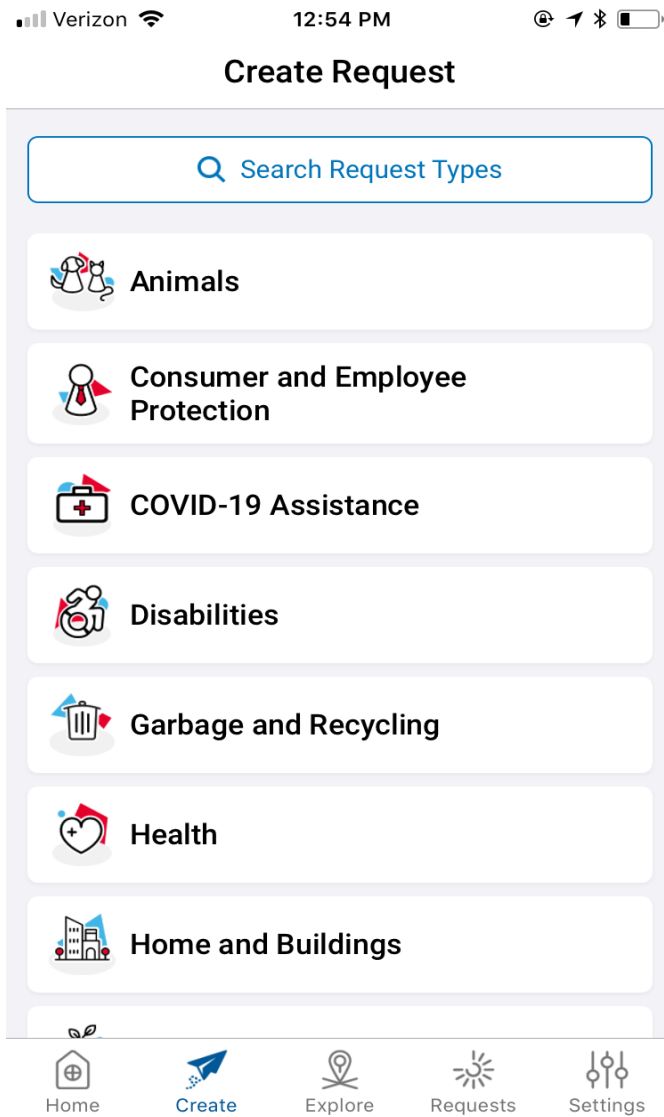 Verizon 12:54 PM
Create Request
Search Request Types
Animals
Consumer and Employee
Protection
COVID-19 Assistance
Disabilities
Garbage and Recycling
Health
Home and Buildings
Home Create Explore Requests Settings